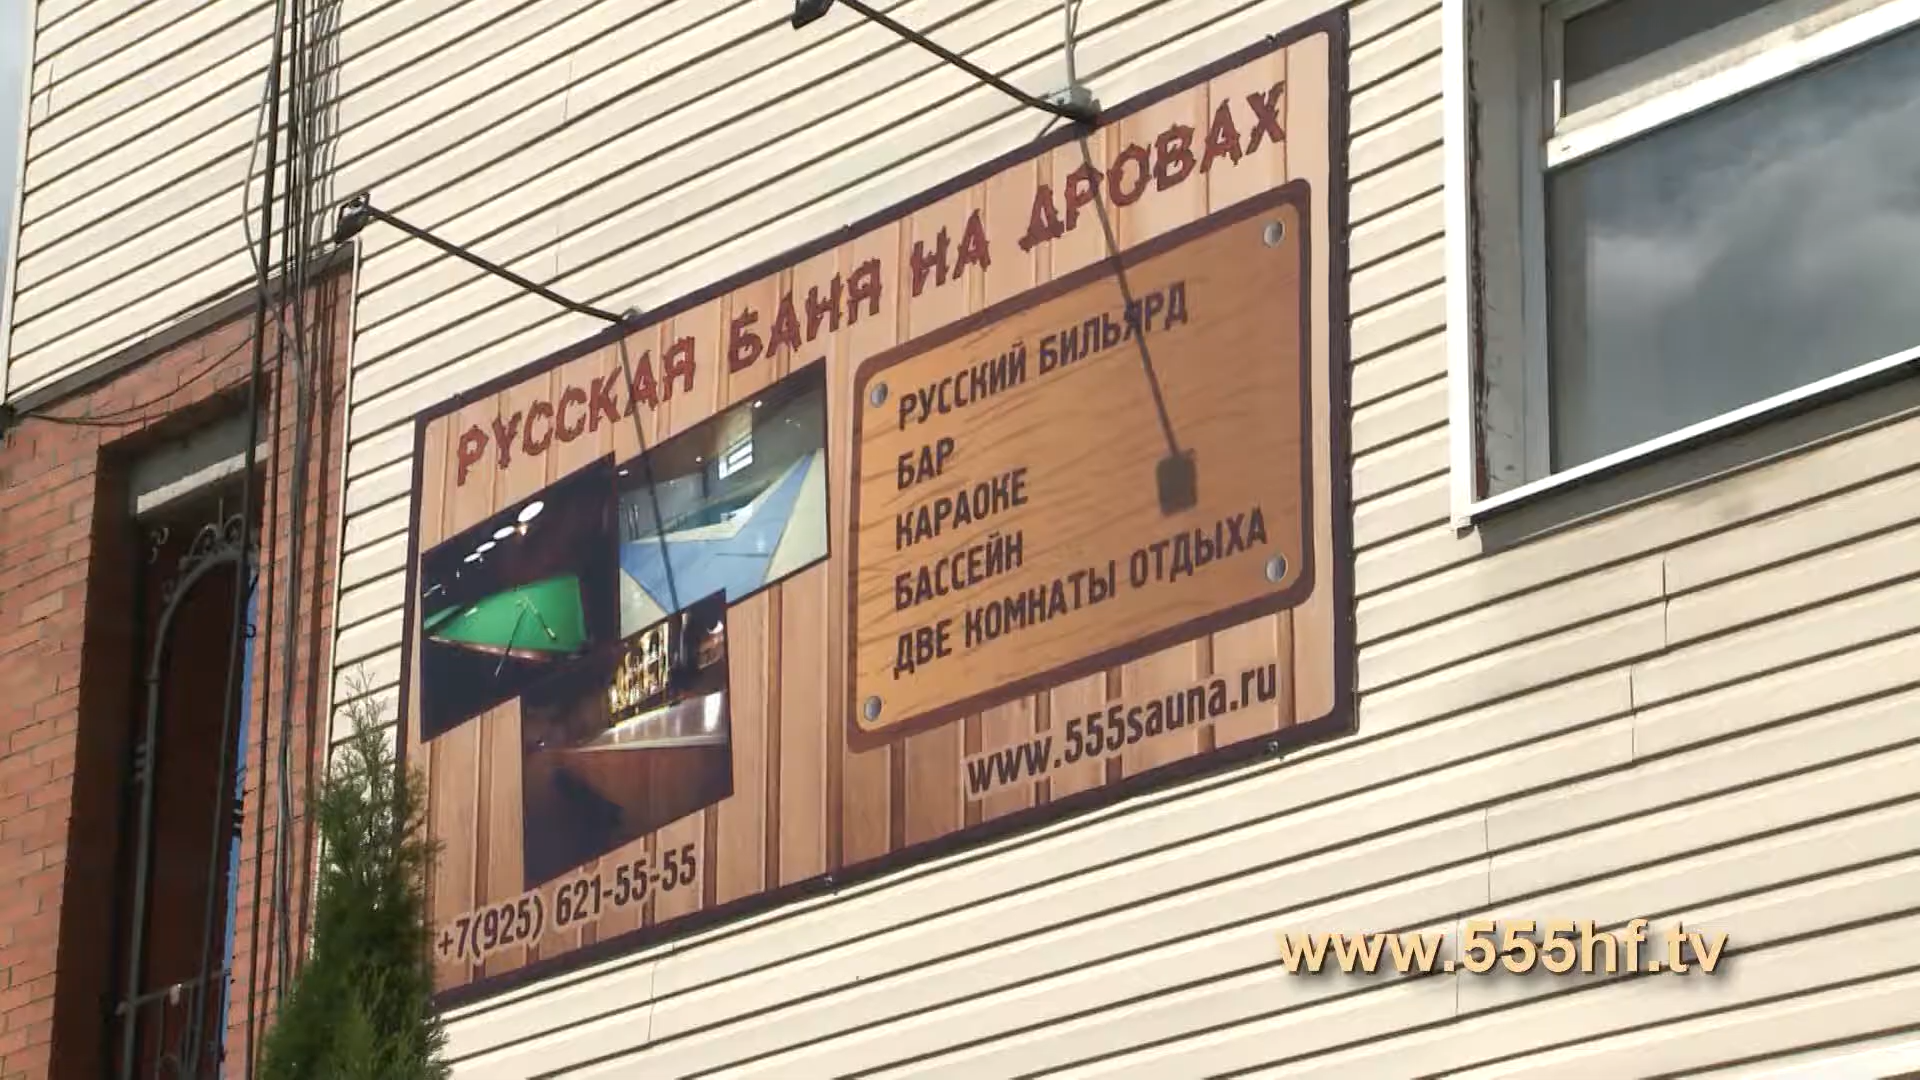 РУССКАЯ БАНЯ НА ДРОВАХ
РУССКИЙ БИЛЬЯРД
БАР
КАРАОКЕ
БАССЕЙН
ДВЕ КОМНАТЫ ОТДЫХА
www.555sauna.ru
+7(925) 621-55-55
www.555hf.tv